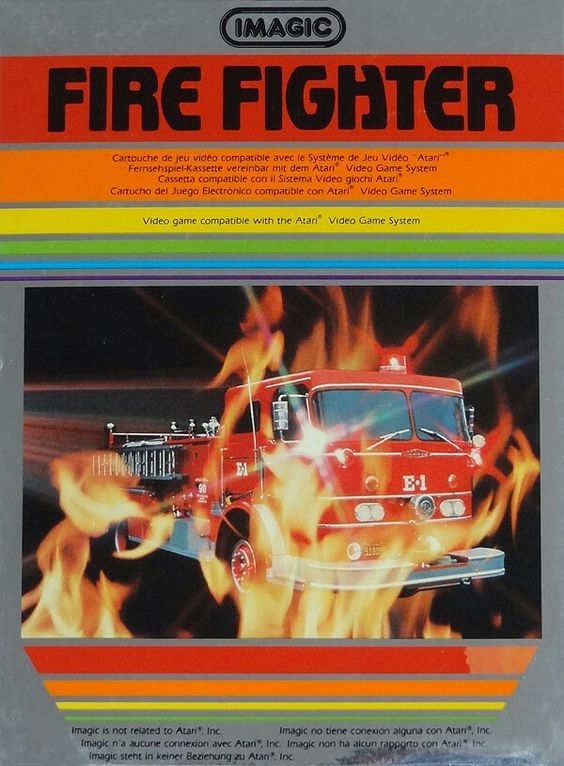 IMAGIC
FIRE FIGHTER
Cartouche de jeu vidéo compatible avec le Système de Jeu Vidéo "Atari"®
Fernsehspiel-Kassette vereinbar mit dem Atari® Video Game System
Cassetta compatible con il Sistema Video giochi Atari®
Cartucho del Juego Electrónico compatible con Atari® Video Game System
Video game compatible with the Atari® Video Game System
E·1
90
E·1
Imagic is not related to Atari®, Inc. Imagic no tiene conexion alguna con Atari®, Inc.
Imagic n'a aucune connexion avec Atari®, Inc. Imagic non ha alcun rapporto con Atari®, Inc.
Imagic steht in keiner Beziehung zu Atari®, Inc.